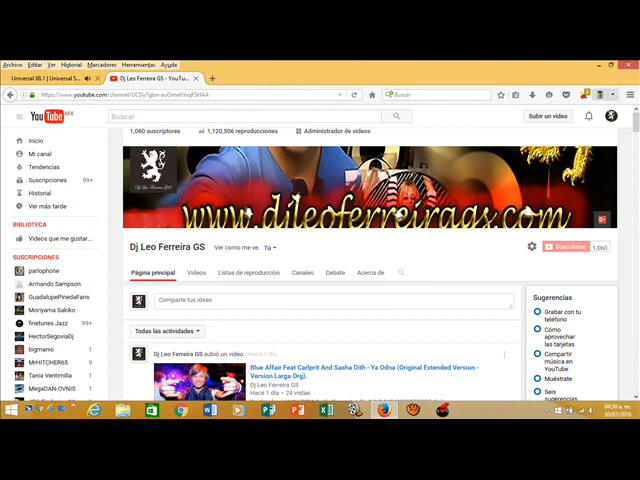 Archivo Editar Ver Historial Marcadores Herramientas Ayuda
Universal 88.1 | Universal S...
Dj Leo Ferreira GS - YouTu...
Buscar
YouTube MX
Buscar
Subir un video
1,060 suscriptores
1,120,506 reproducciones
Administrador de videos
Inicio
Mi canal
Tendencias
Suscripciones 99+
Historial
Ver más tarde
BIBLIOTECA
Videos que me gustar...
SUSCRIPCIONES
parlophone
Armando Sampson
GuadalupePinedaFans
Moriyama Sakiko
finetunes Jazz 99+
HectorSegoviaDj
bigmanio
MrHITCHER65 9
Tania Ventimilla 1
MegaDAN-OVNIS 1
Dj Leo Ferreira GS
www.djleoferreirags.com
Dj Leo Ferreira GS
Ver como me ve: Tú
Suscribirse 1,060
Página principal Videos Listas de reproducción Canales Debate Acerca de
Comparte tus ideas
Todas las actividades
Dj Leo Ferreira GS subió un video. Hace 1 día
Blue Affair Feat Carlprit And Sasha Dith - Ya Odna (Original Extended Version -
Version Larga Org).
Dj Leo Ferreira GS
Hace 1 día • 24 vistas
Sugerencias
Grabar con tu
teléfono
Cómo
aprovechar
las tarjetas
Compartir
música en
YouTube
Muéstrate
Seis
sugerencias
04:50 a. m.
30/07/2016